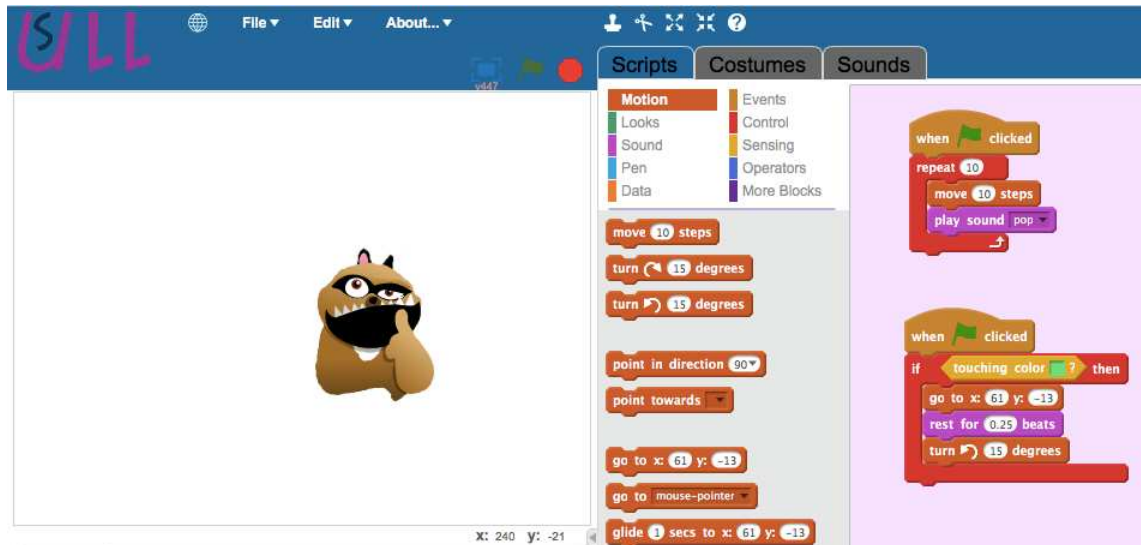 SULL
File ▾ Edit ▾ About... ▾
v447
Scripts Costumes Sounds
Motion Events
Looks Control
Sound Sensing
Pen Operators
Data More Blocks
move 10 steps
turn ↻ 15 degrees
turn ↺ 15 degrees
point in direction 90▾
point towards
go to x: 61 y: -13
go to mouse-pointer
glide 1 secs to x: 61 y: -13
when clicked
repeat 10
move 10 steps
play sound pop
when clicked
if touching color ? then
go to x: 61 y: -13
rest for 0.25 beats
turn ↺ 15 degrees
x: 240 y: -21